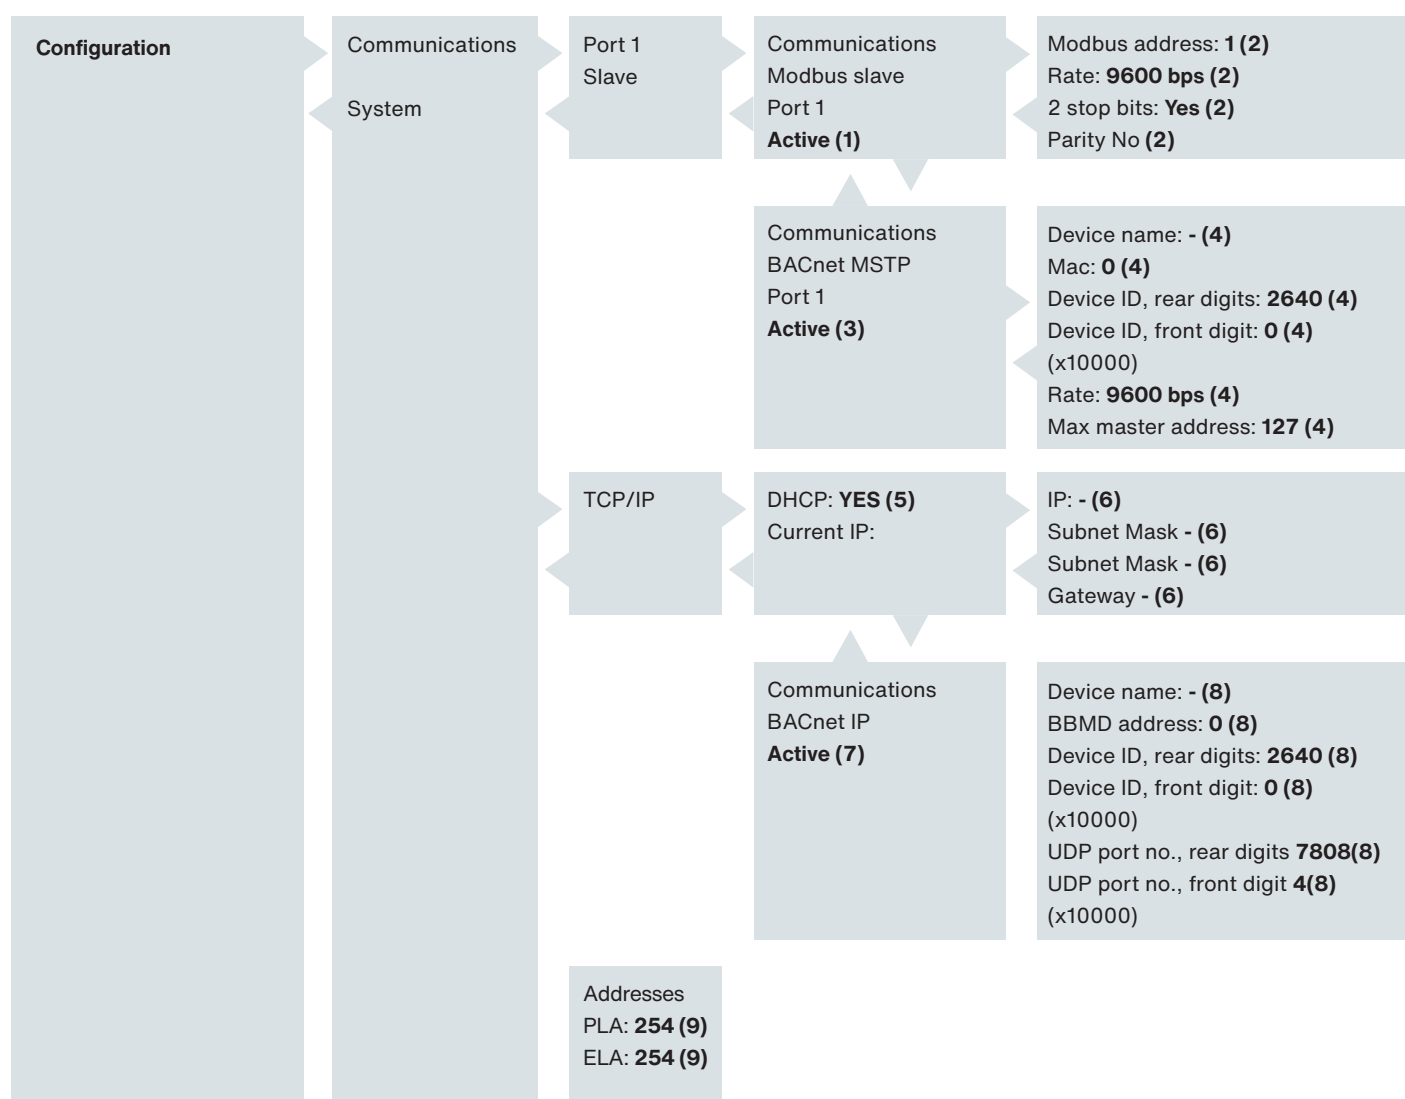 Configuration
Communications
System
Port 1
Slave
Communications
Modbus slave
Port 1
Active (1)
Modbus address: 1 (2)
Rate: 9600 bps (2)
2 stop bits: Yes (2)
Parity No (2)
Communications
BACnet MSTP
Port 1
Active (3)
Device name: - (4)
Mac: 0 (4)
Device ID, rear digits: 2640 (4)
Device ID, front digit: 0 (4)
(x10000)
Rate: 9600 bps (4)
Max master address: 127 (4)
TCP/IP
DHCP: YES (5)
Current IP:
IP: - (6)
Subnet Mask - (6)
Subnet Mask - (6)
Gateway - (6)
Communications
BACnet IP
Active (7)
Device name: - (8)
BBMD address: 0 (8)
Device ID, rear digits: 2640 (8)
Device ID, front digit: 0 (8)
(x10000)
UDP port no., rear digits 7808(8)
UDP port no., front digit 4(8)
(x10000)
Addresses
PLA: 254 (9)
ELA: 254 (9)